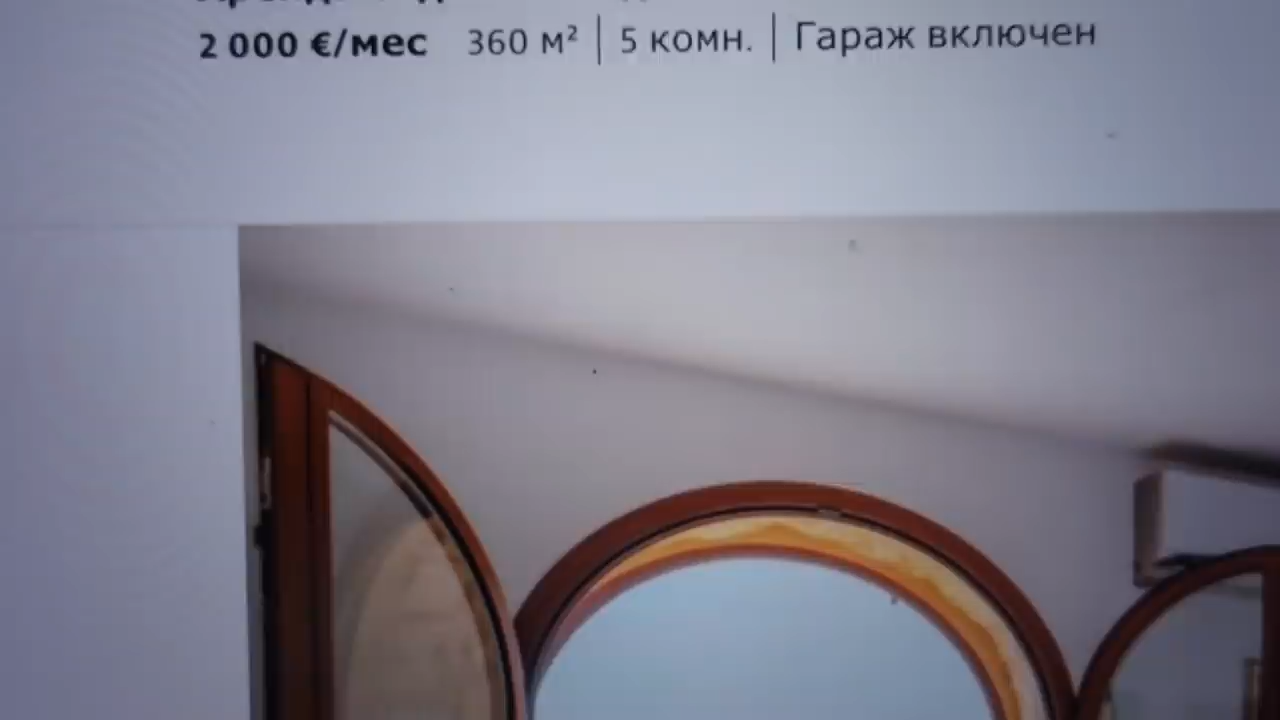 2 000 €/мес 360 м² | 5 комн. | Гараж включен